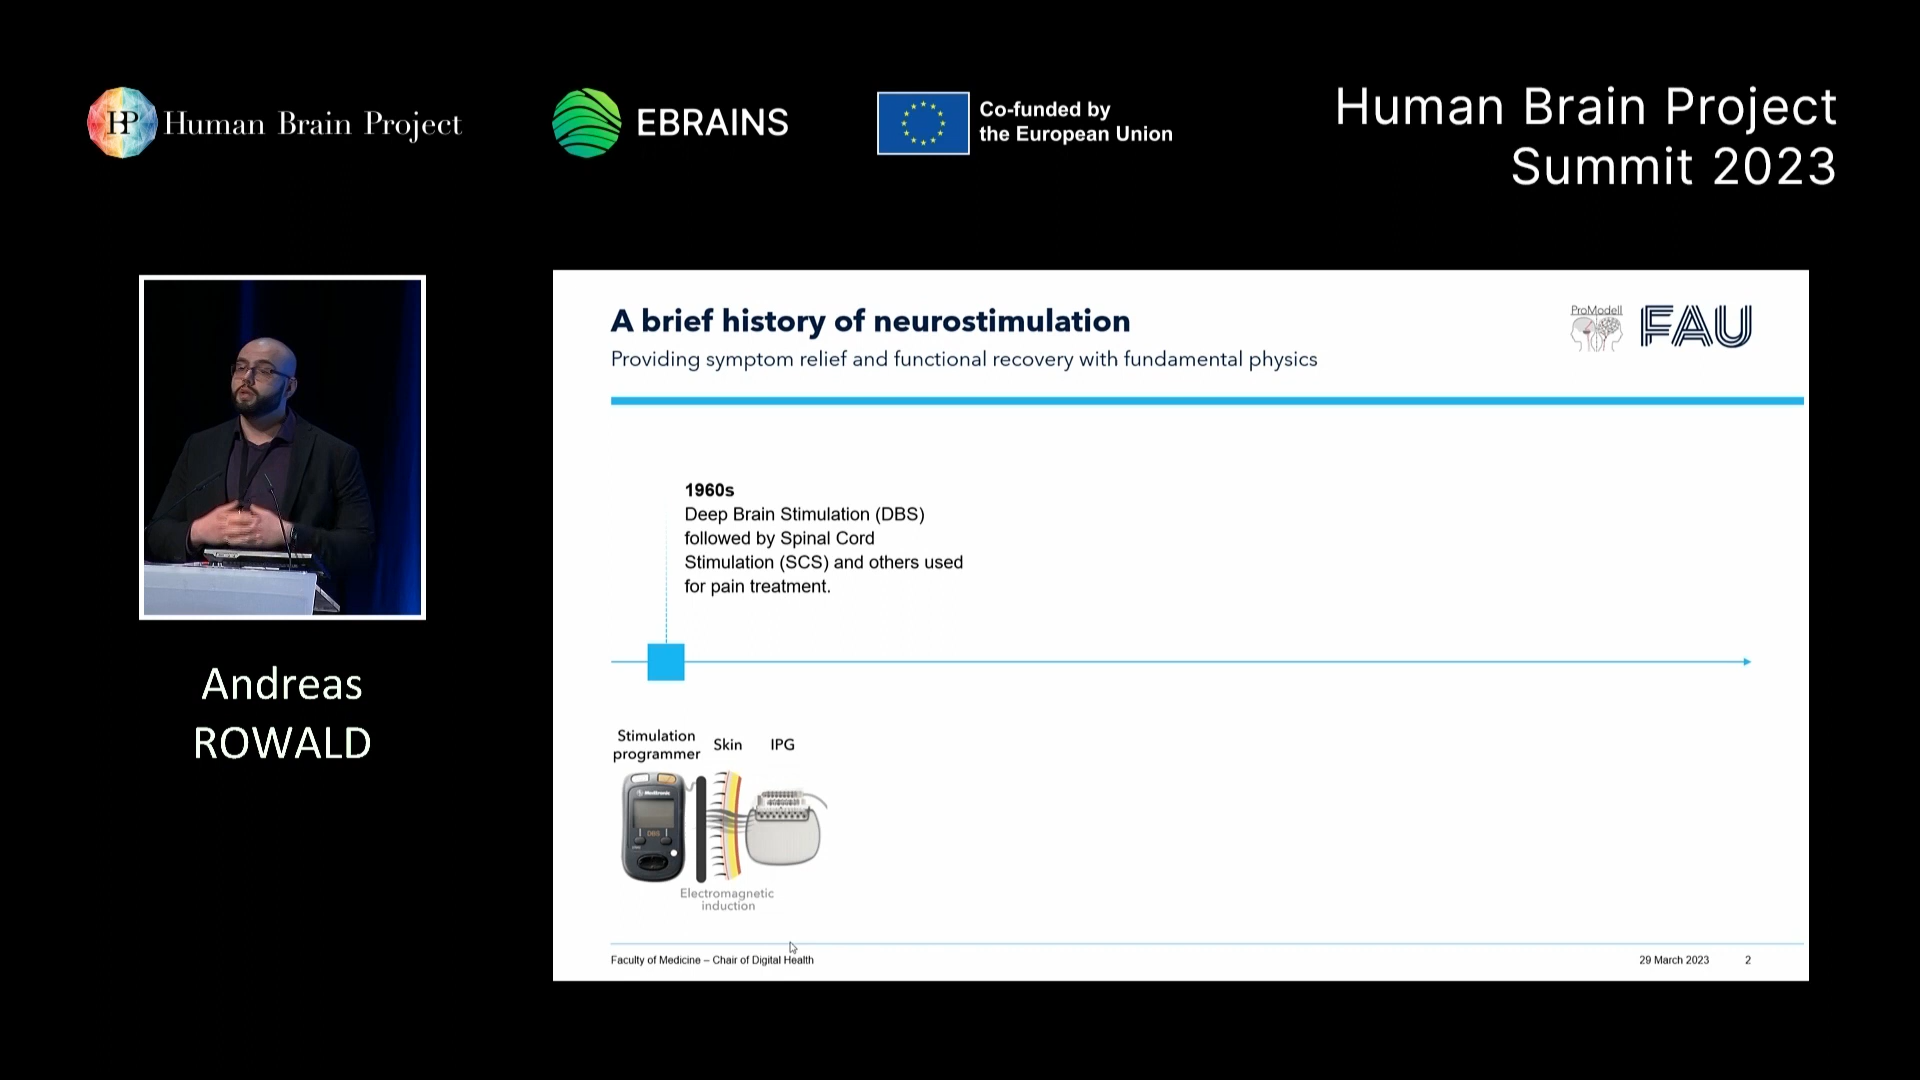 HP Human Brain Project
EBRAINS
Co-funded by
the European Union
Human Brain Project
Summit 2023
Andreas
ROWALD
A brief history of neurostimulation
Providing symptom relief and functional recovery with fundamental physics
ProModell
FAU
1960s
Deep Brain Stimulation (DBS)
followed by Spinal Cord
Stimulation (SCS) and others used
for pain treatment.
Stimulation
programmer
Skin
IPG
Medtronic
DBS
Electromagnetic
induction
Faculty of Medicine – Chair of Digital Health
29 March 2023
2